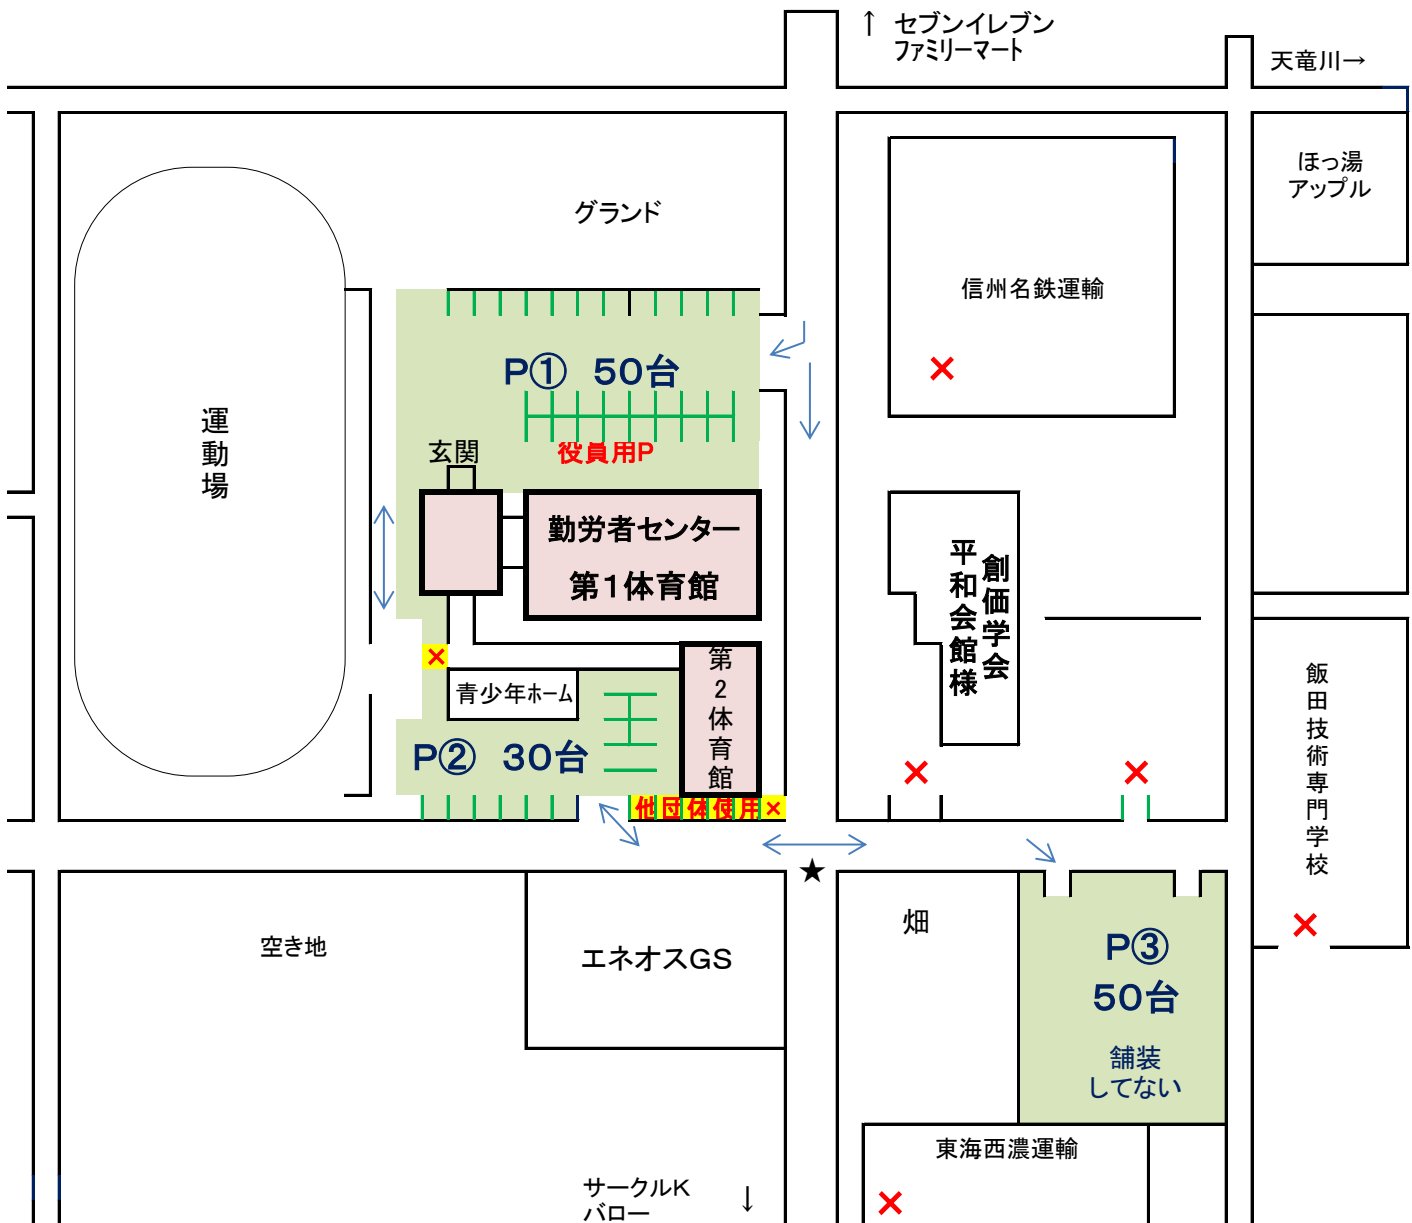 ↑ セブンイレブン
ファミリーマート
天竜川→
ほっ湯
アップル
グランド
信州名鉄運輸
×
P① 50台
運動場
玄関
役員用P
勤労者センター
第1体育館
創価学会
平和会館様
×
第2体育館
青少年ホーム
飯田技術専門学校
P② 30台
×
×
他団体使用×
★
畑
×
空き地
エネオスGS
P③
50台
舗装
してない
東海西濃運輸
サークルK ↓
バロー
×